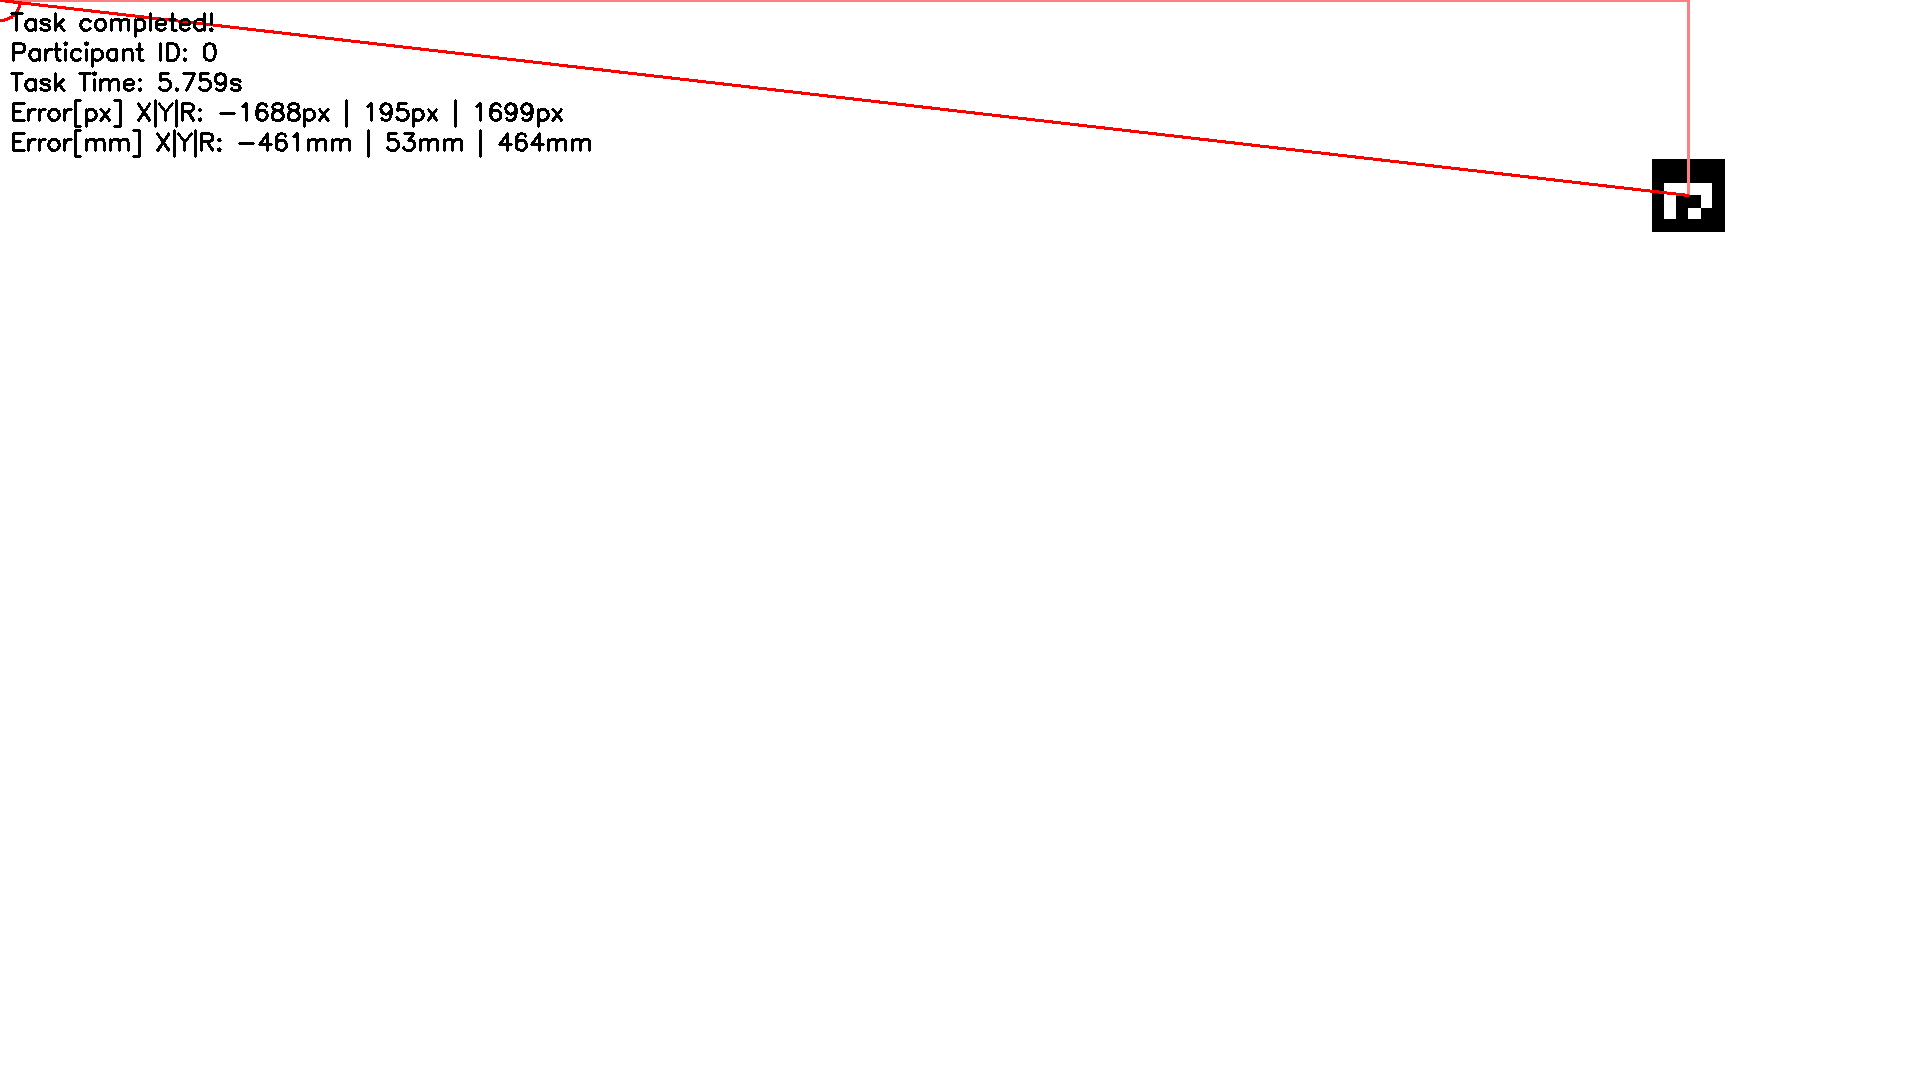 Task completed!
Participant ID: 0
Task Time: 5.759s
Error[px] X|Y|R: -1688px | 195px | 1699px
Error[mm] X|Y|R: -461mm | 53mm | 464mm